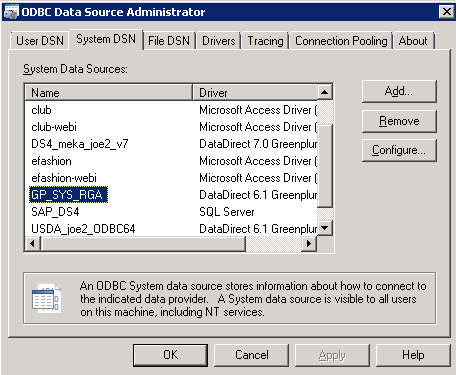 ODBC Data Source Administrator
User DSN System DSN File DSN Drivers Tracing Connection Pooling About
System Data Sources:
Name Driver
club Microsoft Access Driver (
club-webi Microsoft Access Driver (
DS4_meka_joe2_v7 DataDirect 7.0 Greenplur
efashion Microsoft Access Driver (
efashion-webi Microsoft Access Driver (
GP_SYS_RGA DataDirect 6.1 Greenplur
SAP_DS4 SQL Server
USDA_joe2_ODBC64 DataDirect 6.1 Greenplur
Add...
Remove
Configure...
An ODBC System data source stores information about how to connect to
the indicated data provider. A System data source is visible to all users
on this machine, including NT services.
OK Cancel Apply Help